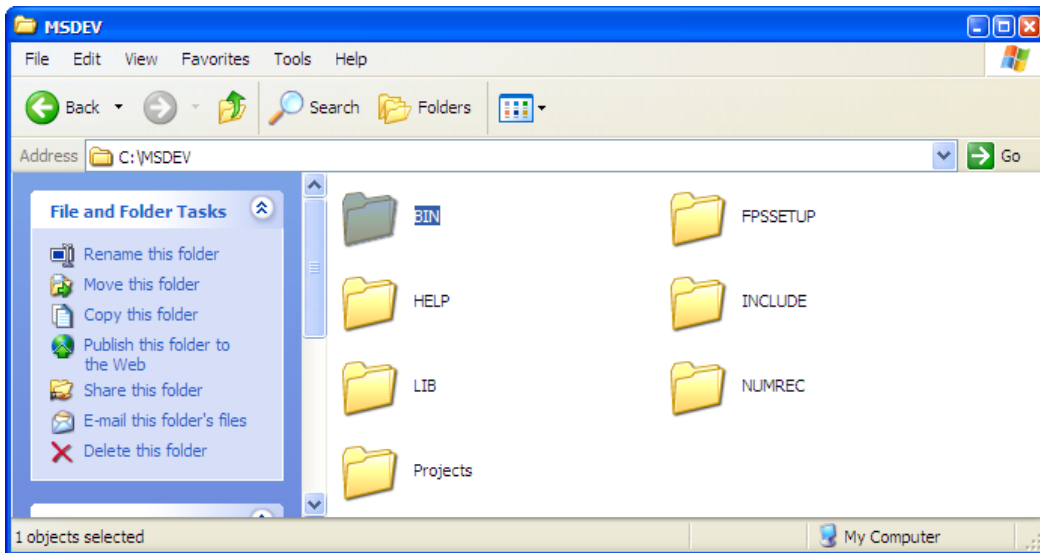 MSDEV
File Edit View Favorites Tools Help
Back Search Folders
Address C:\MSDEV Go
File and Folder Tasks
Rename this folder
Move this folder
Copy this folder
Publish this folder to
the Web
Share this folder
E-mail this folder's files
Delete this folder
BIN FPSSETUP
HELP INCLUDE
LIB NUMREC
Projects
1 objects selected My Computer